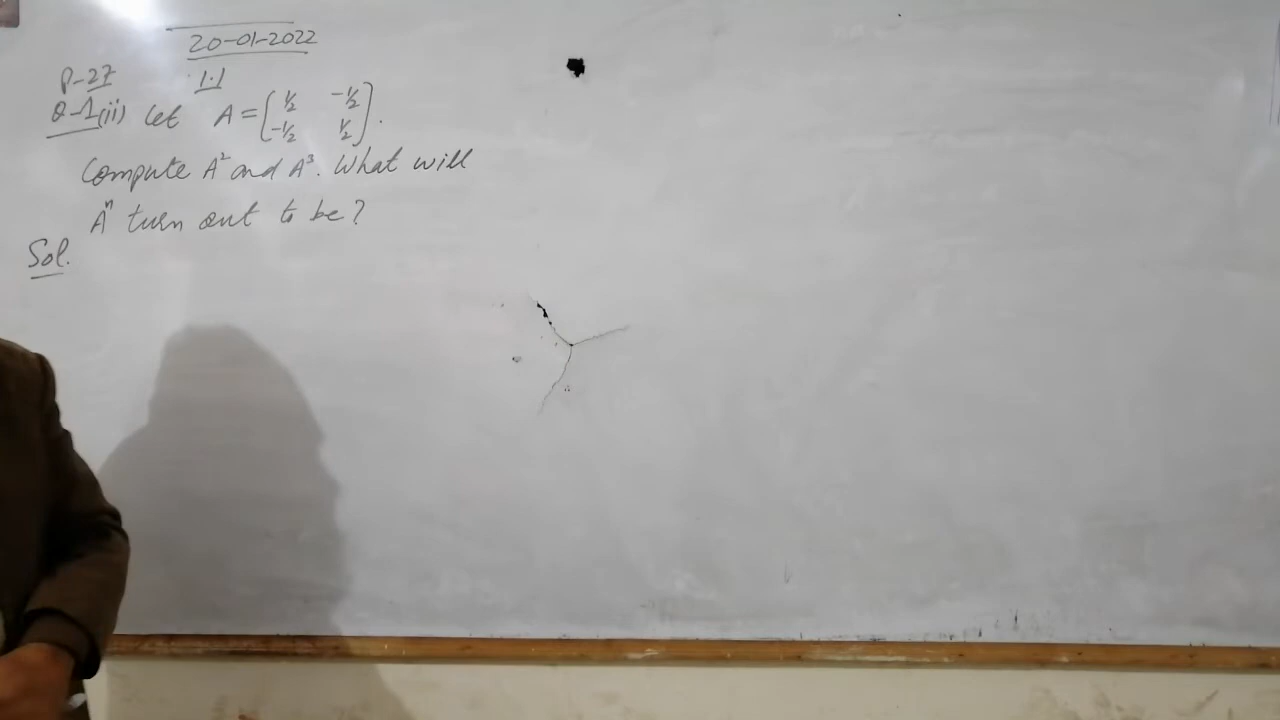 20-01-2022
P-27 1.1
Q-1(ii) Let A = [½ -½
-½ ½].
Compute A² and A³. What will
Aⁿ turn out to be?
Sol.